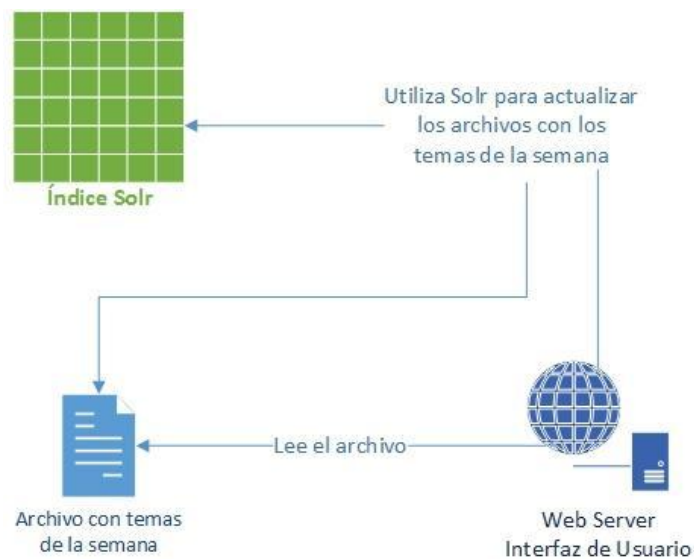 Utiliza Solr para actualizar
los archivos con los
temas de la semana
Índice Solr
Lee el archivo
Archivo con temas
de la semana
Web Server
Interfaz de Usuario